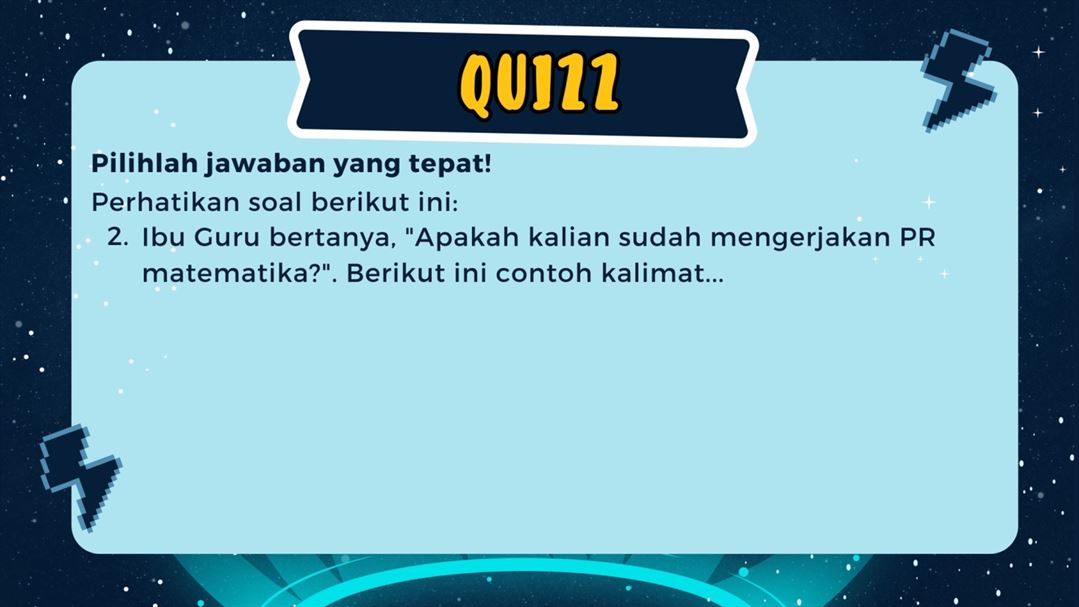 QUIZZ
Pilihlah jawaban yang tepat!
Perhatikan soal berikut ini:
2. Ibu Guru bertanya, "Apakah kalian sudah mengerjakan PR
matematika?". Berikut ini contoh kalimat...